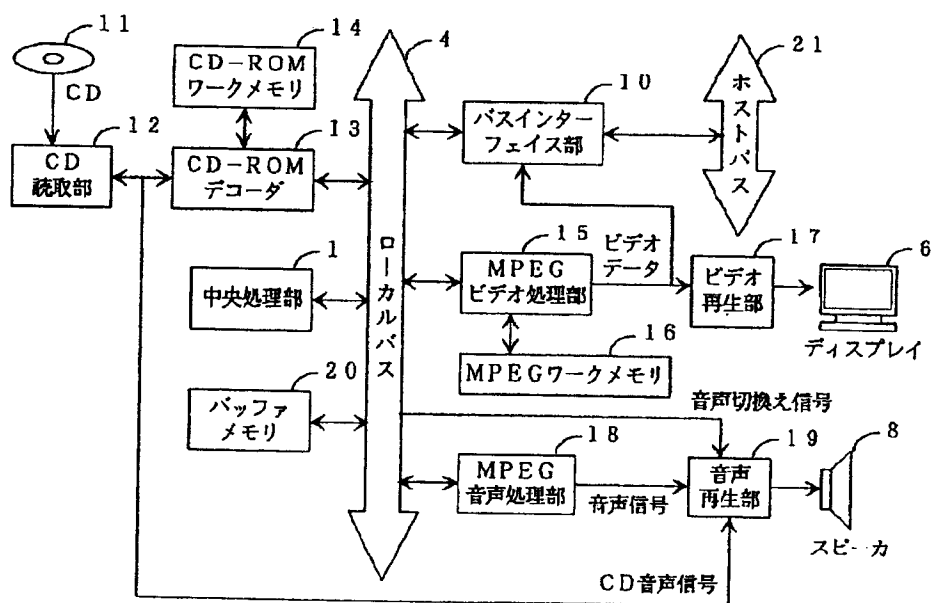 11
CD
12
CD
読取部
14
CD-ROM
ワークメモリ
13
CD-ROM
デコーダ
1
中央処理部
20
バッファ
メモリ
4
ローカルバス
10
バスインター
フェイス部
21
ホストバス
15
MPEG
ビデオ処理部
ビデオ
データ
16
MPEGワークメモリ
17
ビデオ
再生部
6
ディスプレイ
音声切換え信号
18
MPEG
音声処理部
音声信号
19
音声
再生部
8
スピーカ
CD音声信号